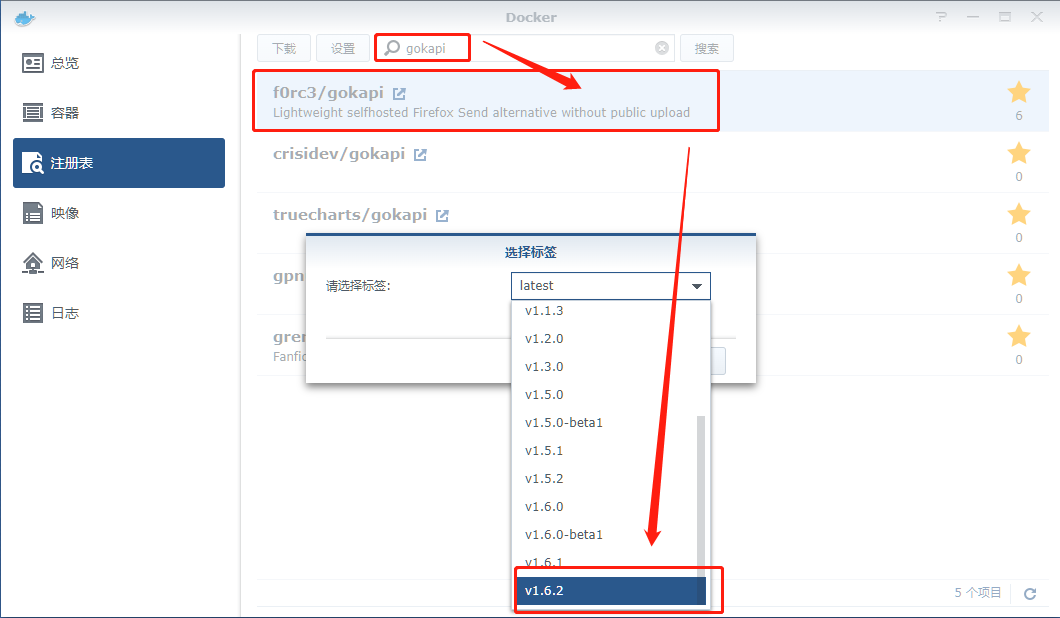 Docker
总览
容器
注册表
映像
网络
日志
下载
设置
gokapi
搜索
f0rc3/gokapi
Lightweight selfhosted Firefox Send alternative without public upload
6
crisidev/gokapi
0
truecharts/gokapi
0
gpn
0
grer
Fanfic
0
选择标签
请选择标签:
latest
v1.1.3
v1.2.0
v1.3.0
v1.5.0
v1.5.0-beta1
v1.5.1
v1.5.2
v1.6.0
v1.6.0-beta1
v1.6.1
v1.6.2
5 个项目